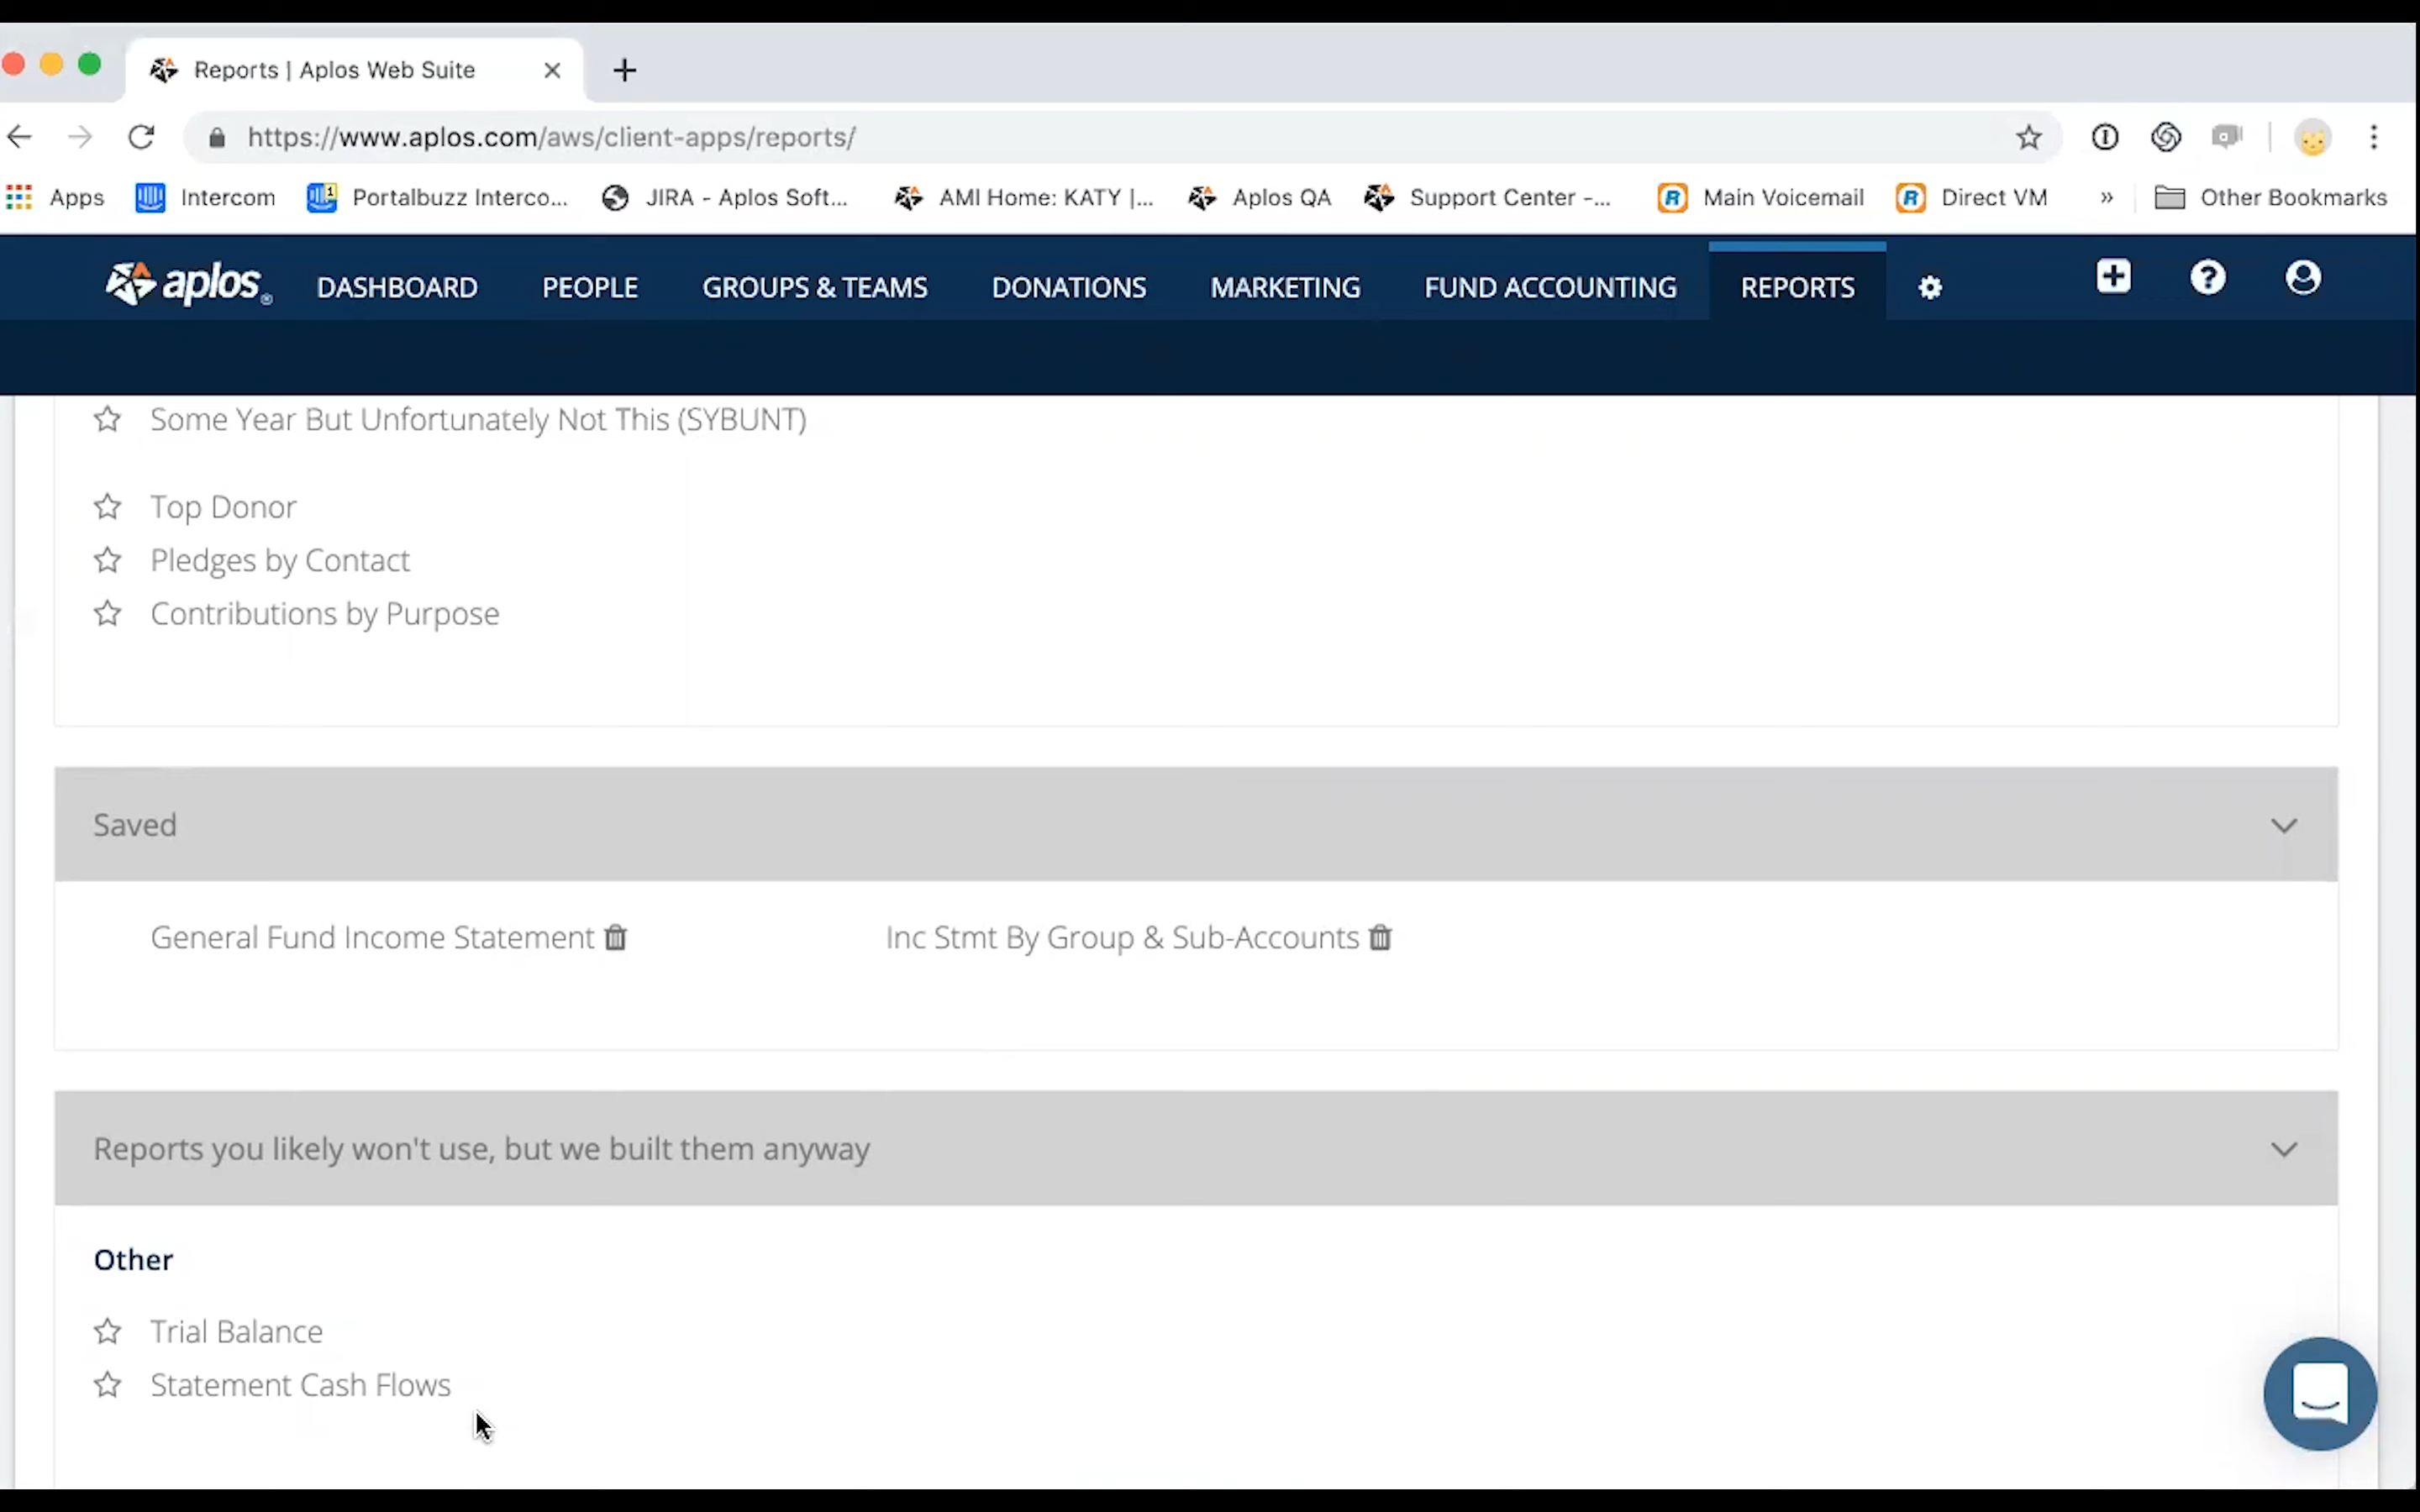 Reports | Aplos Web Suite
https://www.aplos.com/aws/client-apps/reports/
Apps Intercom Portalbuzz Interco... JIRA - Aplos Soft... AMI Home: KATY |... Aplos QA Support Center -... Main Voicemail Direct VM » Other Bookmarks
aplos® DASHBOARD PEOPLE GROUPS & TEAMS DONATIONS MARKETING FUND ACCOUNTING REPORTS
Some Year But Unfortunately Not This (SYBUNT)
Top Donor
Pledges by Contact
Contributions by Purpose
Saved
General Fund Income Statement Inc Stmt By Group & Sub-Accounts
Reports you likely won't use, but we built them anyway
Other
Trial Balance
Statement Cash Flows